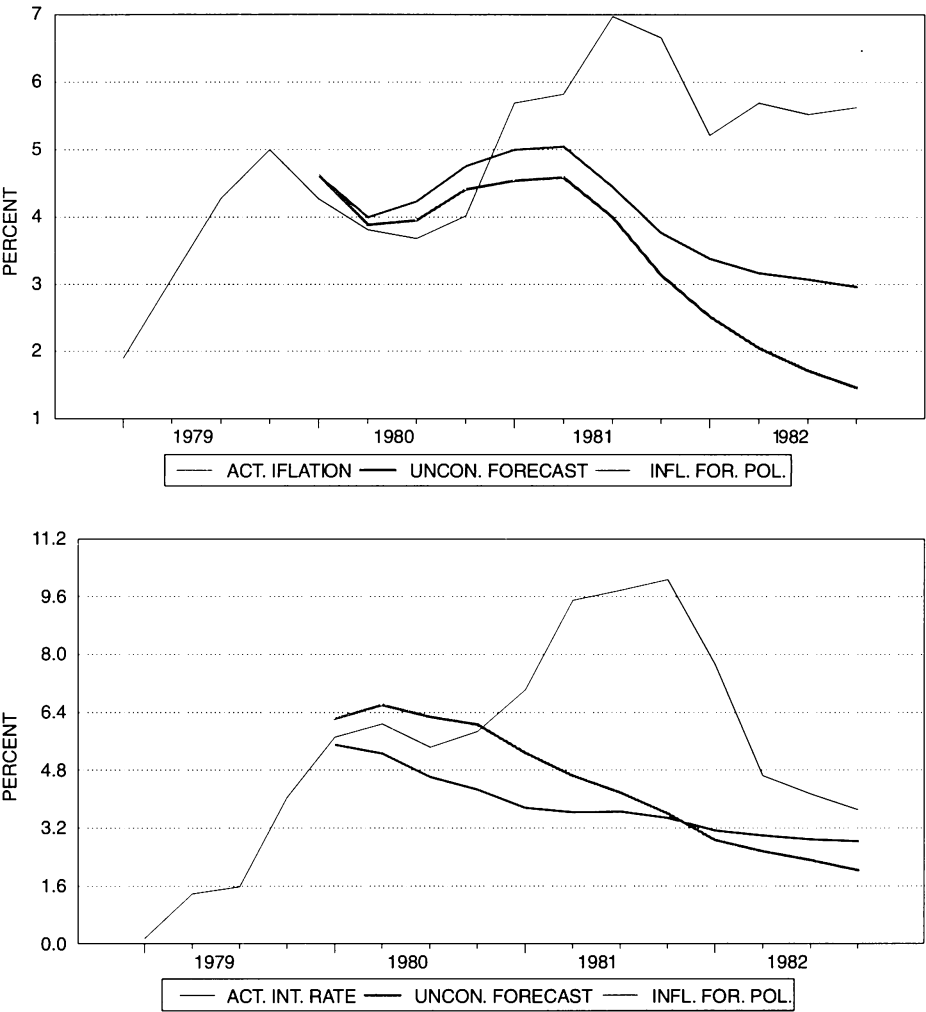 7
6
5
4
3
2
1
PERCENT
1979 1980 1981 1982
ACT. IFLATION UNCON. FORECAST INFL. FOR. POL.
11.2
9.6
8.0
6.4
4.8
3.2
1.6
0.0
PERCENT
1979 1980 1981 1982
ACT. INT. RATE UNCON. FORECAST INFL. FOR. POL.